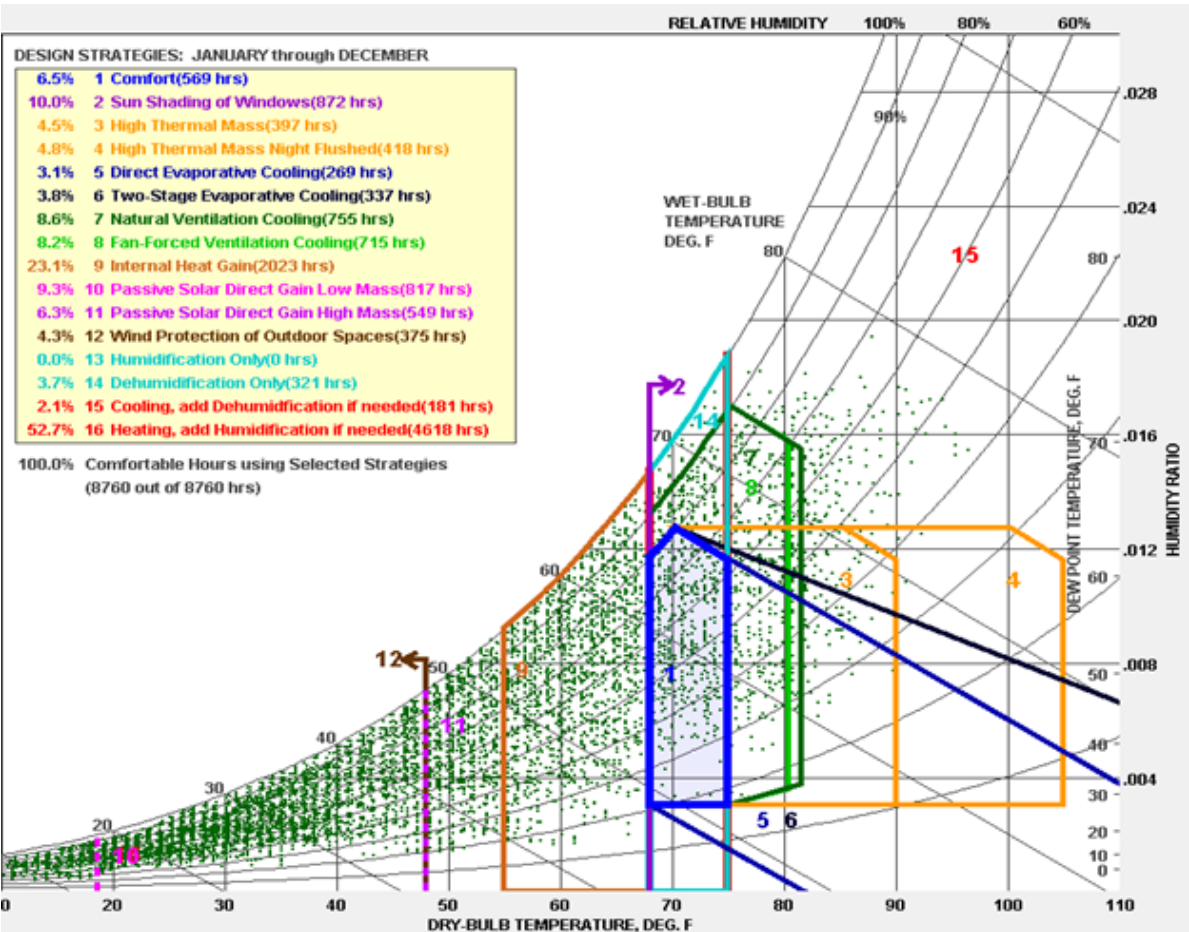 RELATIVE HUMIDITY 100% 80% 60%
DESIGN STRATEGIES: JANUARY through DECEMBER
6.5% 1 Comfort(569 hrs)
10.0% 2 Sun Shading of Windows(872 hrs)
4.5% 3 High Thermal Mass(397 hrs)
4.8% 4 High Thermal Mass Night Flushed(418 hrs)
3.1% 5 Direct Evaporative Cooling(269 hrs)
3.8% 6 Two-Stage Evaporative Cooling(337 hrs)
8.6% 7 Natural Ventilation Cooling(755 hrs)
8.2% 8 Fan-Forced Ventilation Cooling(715 hrs)
23.1% 9 Internal Heat Gain(2023 hrs)
9.3% 10 Passive Solar Direct Gain Low Mass(817 hrs)
6.3% 11 Passive Solar Direct Gain High Mass(549 hrs)
4.3% 12 Wind Protection of Outdoor Spaces(375 hrs)
0.0% 13 Humidification Only(0 hrs)
3.7% 14 Dehumidification Only(321 hrs)
2.1% 15 Cooling, add Dehumidfication if needed(181 hrs)
52.7% 16 Heating, add Humidification if needed(4618 hrs)
100.0% Comfortable Hours using Selected Strategies
(8760 out of 8760 hrs)
90%
WET-BULB
TEMPERATURE
DEG. F
80
15
80
.028
.024
.020
.016
.012
.008
.004
HUMIDITY RATIO
DEW POINT TEMPERATURE, DEG. F
70
60
50
40
30
20
10
0
2
14
70
7
8
60
3
4
12
50
9
1
11
40
30
20
10
5 6
0 20 30 40 50 60 70 80 90 100 110
DRY-BULB TEMPERATURE, DEG. F